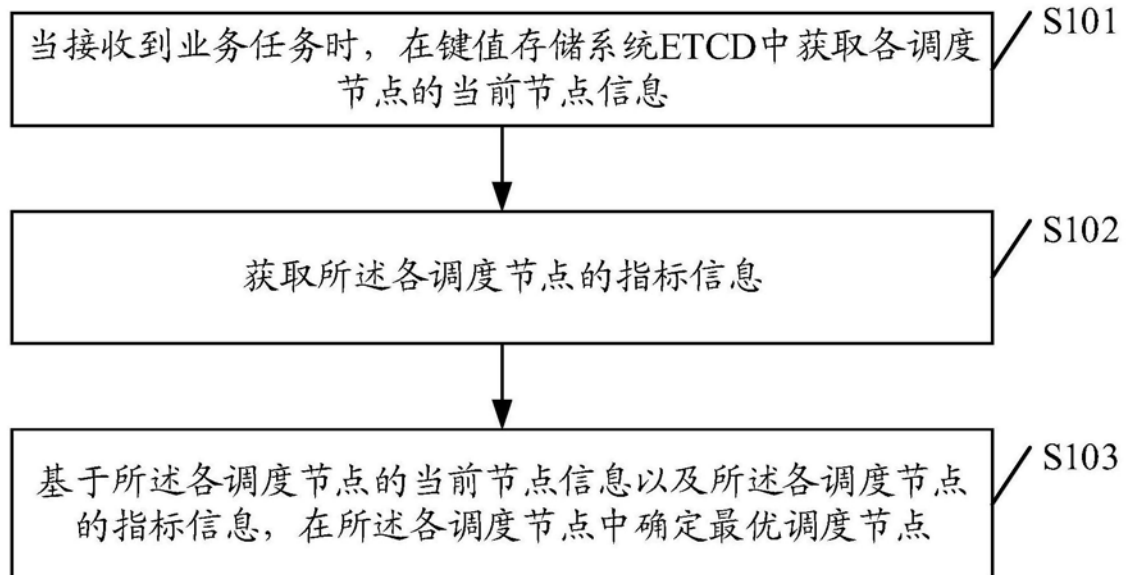 当接收到业务任务时，在键值存储系统ETCD中获取各调度
节点的当前节点信息
S101
获取所述各调度节点的指标信息
S102
基于所述各调度节点的当前节点信息以及所述各调度节点
的指标信息，在所述各调度节点中确定最优调度节点
S103